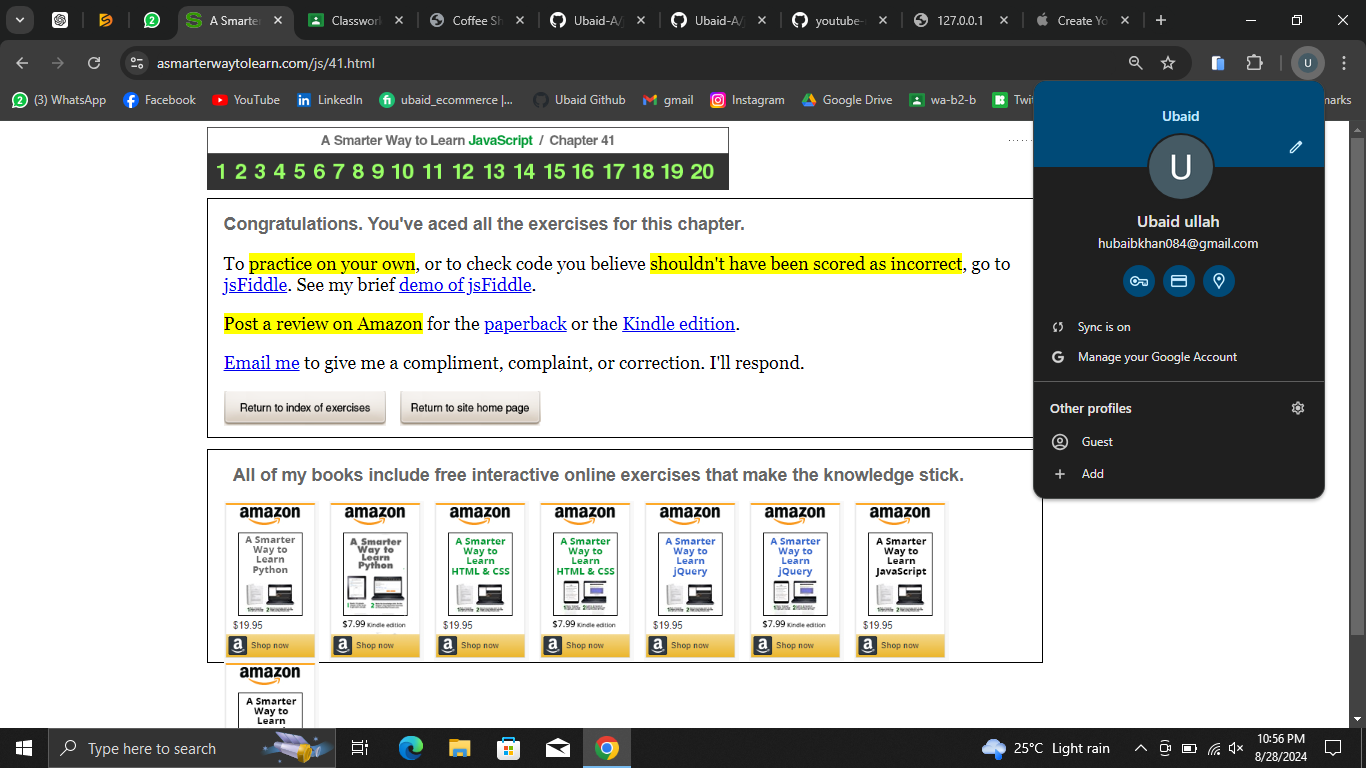 A Smarte
Classwor
Coffee Sh
Ubaid-A/
Ubaid-A/
youtube-
127.0.0.1
Create Yo
asmarterwaytolearn.com/js/41.html
U
(3) WhatsApp
Facebook
YouTube
LinkedIn
ubaid_ecommerce |...
Ubaid Github
gmail
Instagram
Google Drive
wa-b2-b
Twit
marks
A Smarter Way to Learn JavaScript / Chapter 41
1 2 3 4 5 6 7 8 9 10 11 12 13 14 15 16 17 18 19 20
Congratulations. You've aced all the exercises for this chapter.
To practice on your own, or to check code you believe shouldn't have been scored as incorrect, go to
jsFiddle. See my brief demo of jsFiddle.
Post a review on Amazon for the paperback or the Kindle edition.
Email me to give me a compliment, complaint, or correction. I'll respond.
Return to index of exercises
Return to site home page
Ubaid
U
Ubaid ullah
hubaibkhan084@gmail.com
Sync is on
Manage your Google Account
Other profiles
Guest
Add
All of my books include free interactive online exercises that make the knowledge stick.
amazon
A Smarter
Way to
Learn
Python
$19.95
Shop now
amazon
A Smarter
Way to
Learn
Python
$7.99 Kindle edition
Shop now
amazon
A Smarter
Way to
Learn
HTML & CSS
$19.95
Shop now
amazon
A Smarter
Way to
Learn
HTML & CSS
$7.99 Kindle edition
Shop now
amazon
A Smarter
Way to
Learn
jQuery
$19.95
Shop now
amazon
A Smarter
Way to
Learn
jQuery
$7.99 Kindle edition
Shop now
amazon
A Smarter
Way to
Learn
JavaScript
$19.95
Shop now
amazon
A Smarter
Way to
Learn
Type here to search
25°C Light rain
10:56 PM
8/28/2024